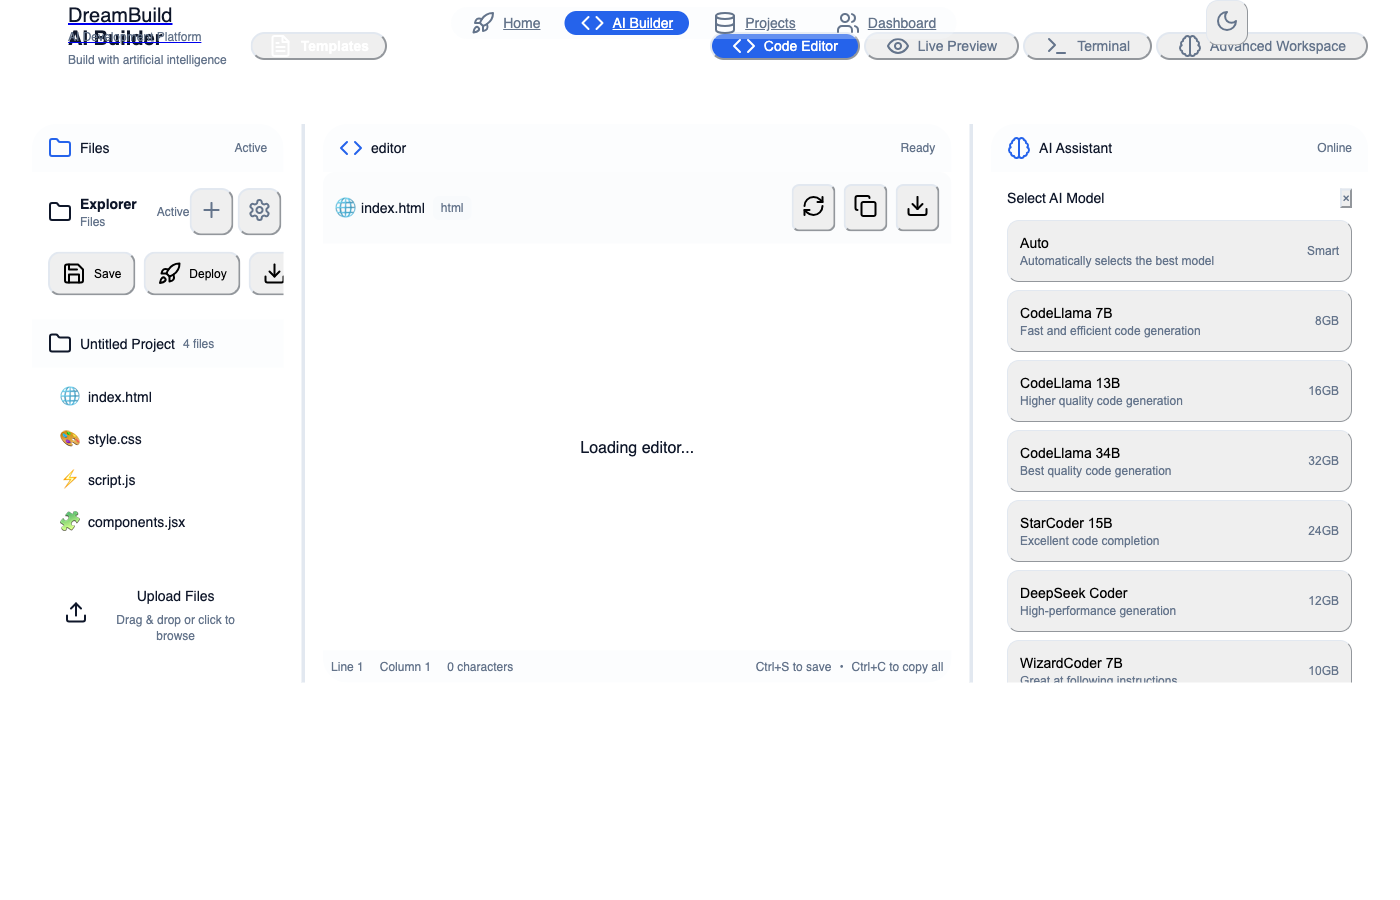 DreamBuild
AI Development Platform
AI Builder
Build with artificial intelligence
Templates
Home
AI Builder
Projects
Dashboard
Code Editor
Live Preview
Terminal
Advanced Workspace
Files
Active
Explorer
Files
Active
Save
Deploy
Untitled Project 4 files
index.html
style.css
script.js
components.jsx
Upload Files
Drag & drop or click to
browse
editor
Ready
index.html html
Loading editor...
Line 1 Column 1 0 characters
Ctrl+S to save • Ctrl+C to copy all
AI Assistant
Online
Select AI Model
×
Auto
Automatically selects the best model
Smart
CodeLlama 7B
Fast and efficient code generation
8GB
CodeLlama 13B
Higher quality code generation
16GB
CodeLlama 34B
Best quality code generation
32GB
StarCoder 15B
Excellent code completion
24GB
DeepSeek Coder
High-performance generation
12GB
WizardCoder 7B
Great at following instructions
10GB